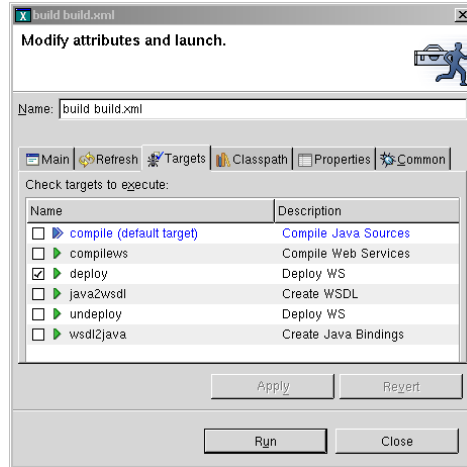 build build.xml
Modify attributes and launch.
Name: build build.xml
Main Refresh Targets Classpath Properties Common
Check targets to execute:
Name Description
compile (default target) Compile Java Sources
compilews Compile Web Services
deploy Deploy WS
java2wsdl Create WSDL
undeploy Deploy WS
wsdl2java Create Java Bindings
Apply Revert
Run Close